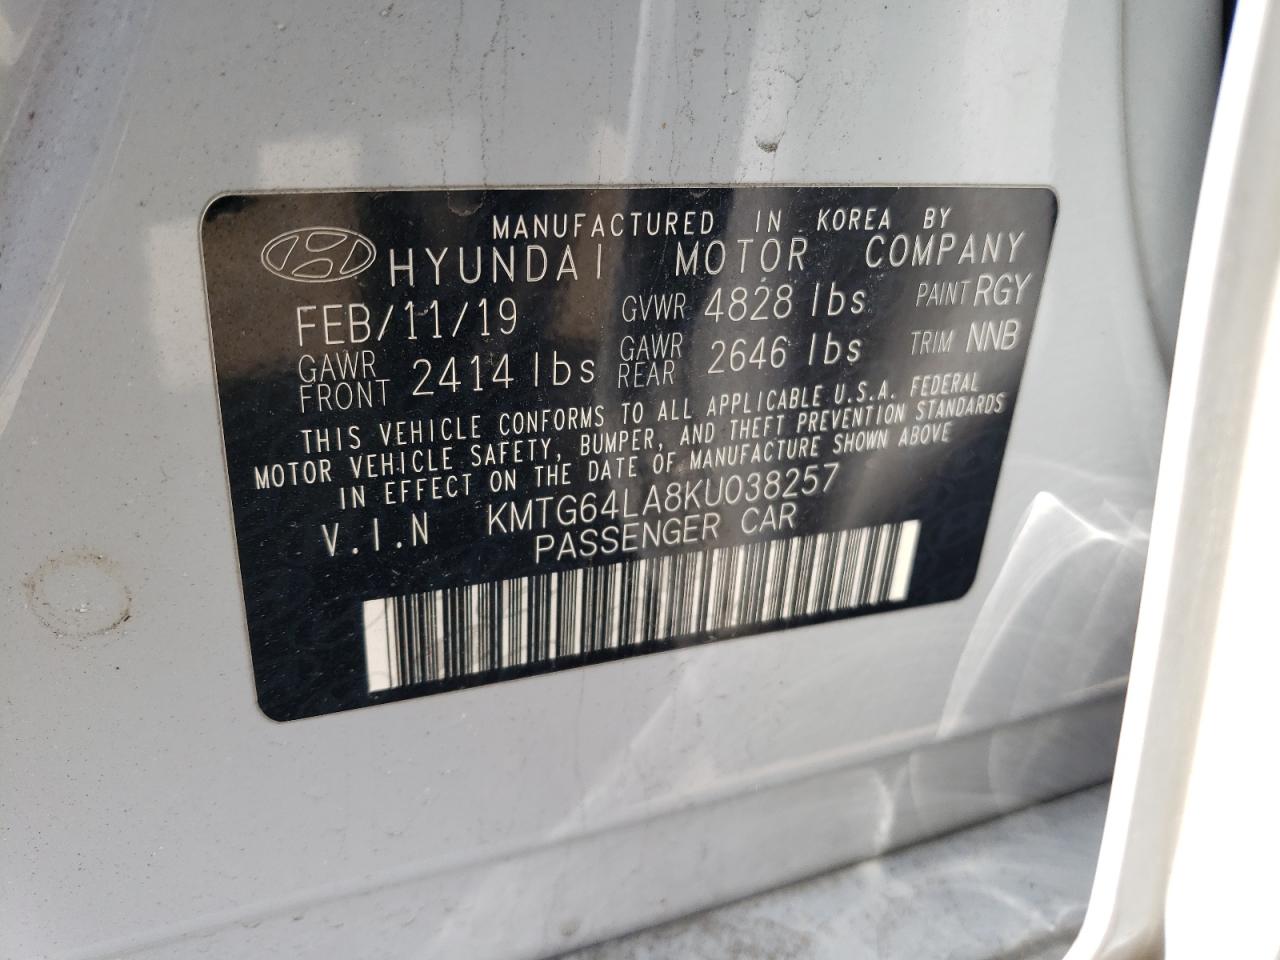 MANUFACTURED IN KOREA BY
HYUNDAI MOTOR COMPANY
FEB/11/19 GVWR 4828 lbs PAINT RGY
GAWR FRONT 2414 lbs GAWR REAR 2646 lbs TRIM NNB
THIS VEHICLE CONFORMS TO ALL APPLICABLE U.S.A. FEDERAL
MOTOR VEHICLE SAFETY, BUMPER, AND THEFT PREVENTION STANDARDS
IN EFFECT ON THE DATE OF MANUFACTURE SHOWN ABOVE
V.I.N KMTG64LA8KU038257
PASSENGER CAR